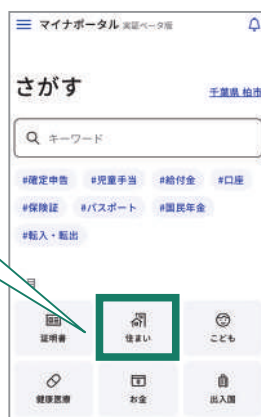 マイナポータル 実証ベータ版
さがす
千葉県 柏市
キーワード
#確定申告 #児童手当 #給付金 #口座
#保険証 #パスポート #国民年金
#転入・転出
証明書 住まい こども
健康医療 お金 出入国